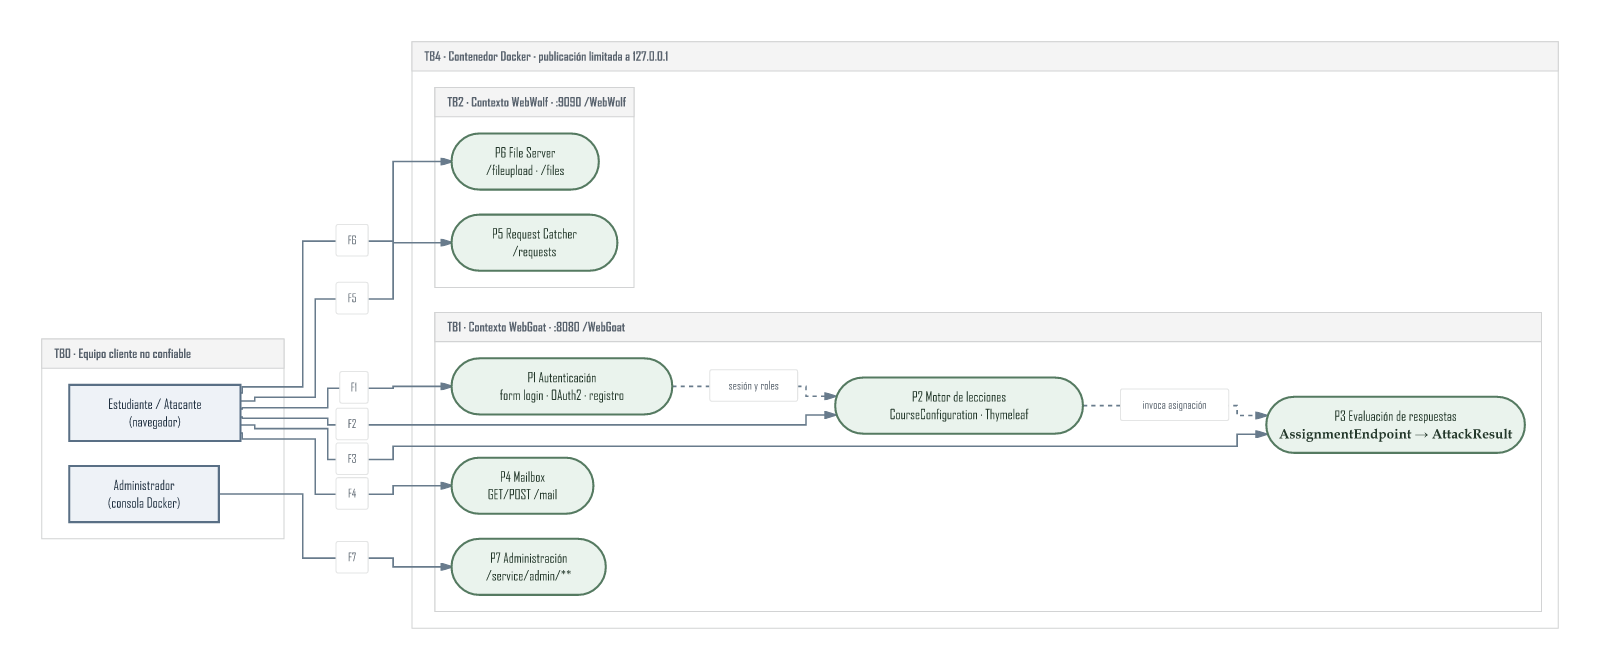 TB4 · Contenedor Docker · publicación limitada a 127.0.0.1
TB2 · Contexto WebWolf · :9090 /WebWolf
P6 File Server
/fileupload · /files
P5 Request Catcher
/requests
F6
F5
TB1 · Contexto WebGoat · :8080 /WebGoat
TB0 · Equipo cliente no confiable
Estudiante / Atacante
(navegador)
Administrador
(consola Docker)
F1
F2
F3
F4
F7
P1 Autenticación
form login · OAuth2 · registro
sesión y roles
P2 Motor de lecciones
CourseConfiguration · Thymeleaf
invoca asignación
P3 Evaluación de respuestas
AssignmentEndpoint → AttackResult
P4 Mailbox
GET/POST /mail
P7 Administración
/service/admin/**